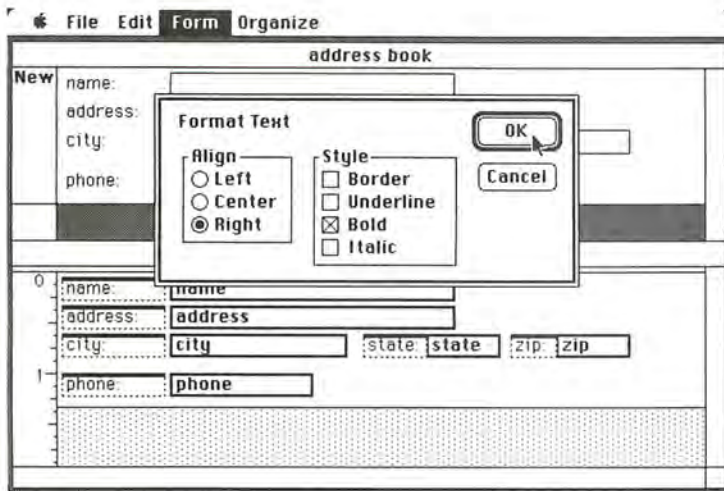 File Edit Form Organize
address book
New name:
address:
city:
phone:
Format Text
OK
Cancel
Align
Left
Center
Right
Style
Border
Underline
Bold
Italic
0 name: name
address: address
city: city state: state zip: zip
1 phone: phone